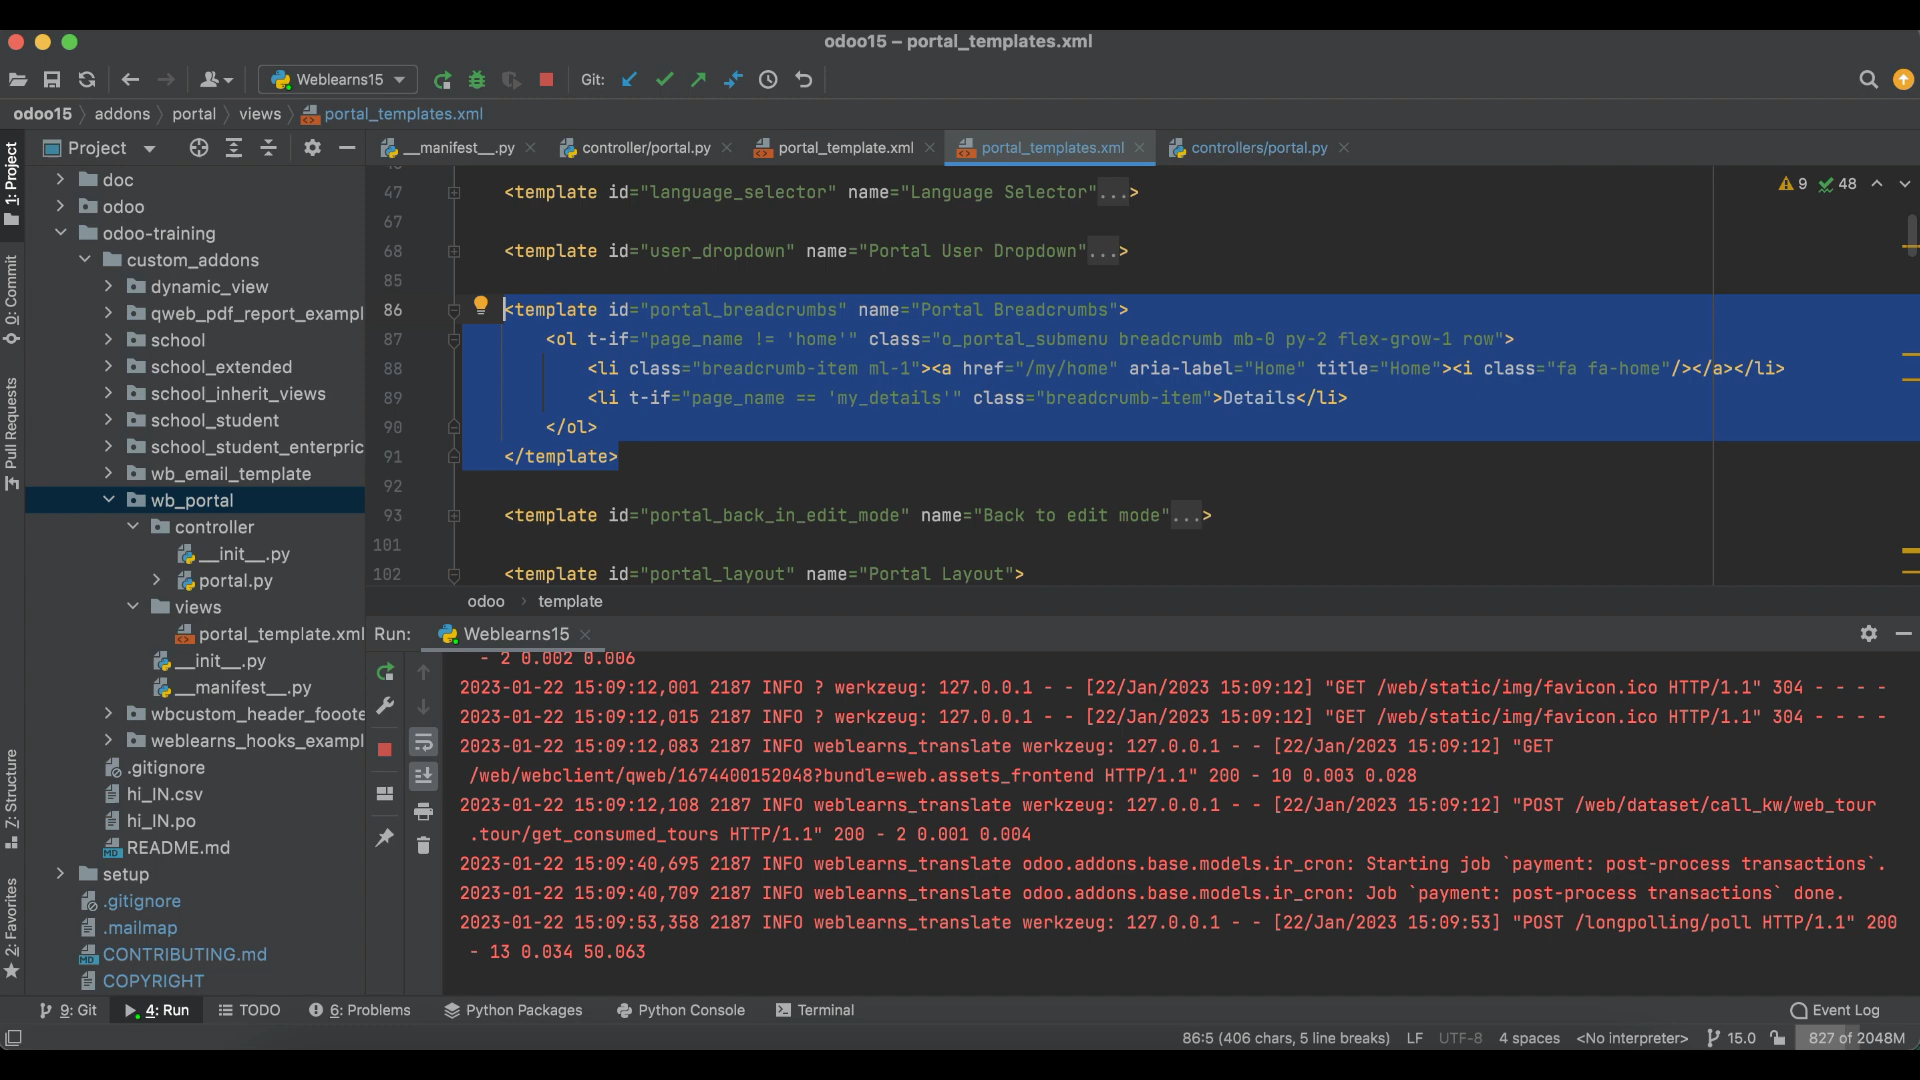 odoo15 – portal_templates.xml
Weblearns15
Git:
odoo15 addons portal views portal_templates.xml
Project
__manifest__.py
controller/portal.py
portal_template.xml
portal_templates.xml
controllers/portal.py
1: Project
0: Commit
Pull Requests
Z: Structure
2: Favorites
doc
odoo
odoo-training
custom_addons
dynamic_view
qweb_pdf_report_exampl
school
school_extended
school_inherit_views
school_student
school_student_enterpric
wb_email_template
wb_portal
controller
__init__.py
portal.py
views
portal_template.xml
__init__.py
__manifest__.py
wbcustom_header_foote
weblearns_hooks_exampl
.gitignore
hi_IN.csv
hi_IN.po
README.md
setup
.gitignore
.mailmap
CONTRIBUTING.md
COPYRIGHT
9 48
47 <template id="language_selector" name="Language Selector"...>
67
68 <template id="user_dropdown" name="Portal User Dropdown"...>
85
86 <template id="portal_breadcrumbs" name="Portal Breadcrumbs">
87 <ol t-if="page_name != 'home'" class="o_portal_submenu breadcrumb mb-0 py-2 flex-grow-1 row">
88 <li class="breadcrumb-item ml-1"><a href="/my/home" aria-label="Home" title="Home"><i class="fa fa-home"/></a></li>
89 <li t-if="page_name == 'my_details'" class="breadcrumb-item">Details</li>
90 </ol>
91 </template>
92
93 <template id="portal_back_in_edit_mode" name="Back to edit mode"...>
101
102 <template id="portal_layout" name="Portal Layout">
odoo template
Run: Weblearns15
- 2 0.002 0.006
2023-01-22 15:09:12,001 2187 INFO ? werkzeug: 127.0.0.1 - - [22/Jan/2023 15:09:12] "GET /web/static/img/favicon.ico HTTP/1.1" 304 - - - -
2023-01-22 15:09:12,015 2187 INFO ? werkzeug: 127.0.0.1 - - [22/Jan/2023 15:09:12] "GET /web/static/img/favicon.ico HTTP/1.1" 304 - - - -
2023-01-22 15:09:12,083 2187 INFO weblearns_translate werkzeug: 127.0.0.1 - - [22/Jan/2023 15:09:12] "GET
/web/webclient/qweb/1674400152048?bundle=web.assets_frontend HTTP/1.1" 200 - 10 0.003 0.028
2023-01-22 15:09:12,108 2187 INFO weblearns_translate werkzeug: 127.0.0.1 - - [22/Jan/2023 15:09:12] "POST /web/dataset/call_kw/web_tour
.tour/get_consumed_tours HTTP/1.1" 200 - 2 0.001 0.004
2023-01-22 15:09:40,695 2187 INFO weblearns_translate odoo.addons.base.models.ir_cron: Starting job `payment: post-process transactions`.
2023-01-22 15:09:40,709 2187 INFO weblearns_translate odoo.addons.base.models.ir_cron: Job `payment: post-process transactions` done.
2023-01-22 15:09:53,358 2187 INFO weblearns_translate werkzeug: 127.0.0.1 - - [22/Jan/2023 15:09:53] "POST /longpolling/poll HTTP/1.1" 200
- 13 0.034 50.063
9: Git 4: Run TODO 6: Problems Python Packages Python Console Terminal Event Log
86:5 (406 chars, 5 line breaks) LF UTF-8 4 spaces <No interpreter> 15.0 827 of 2048M